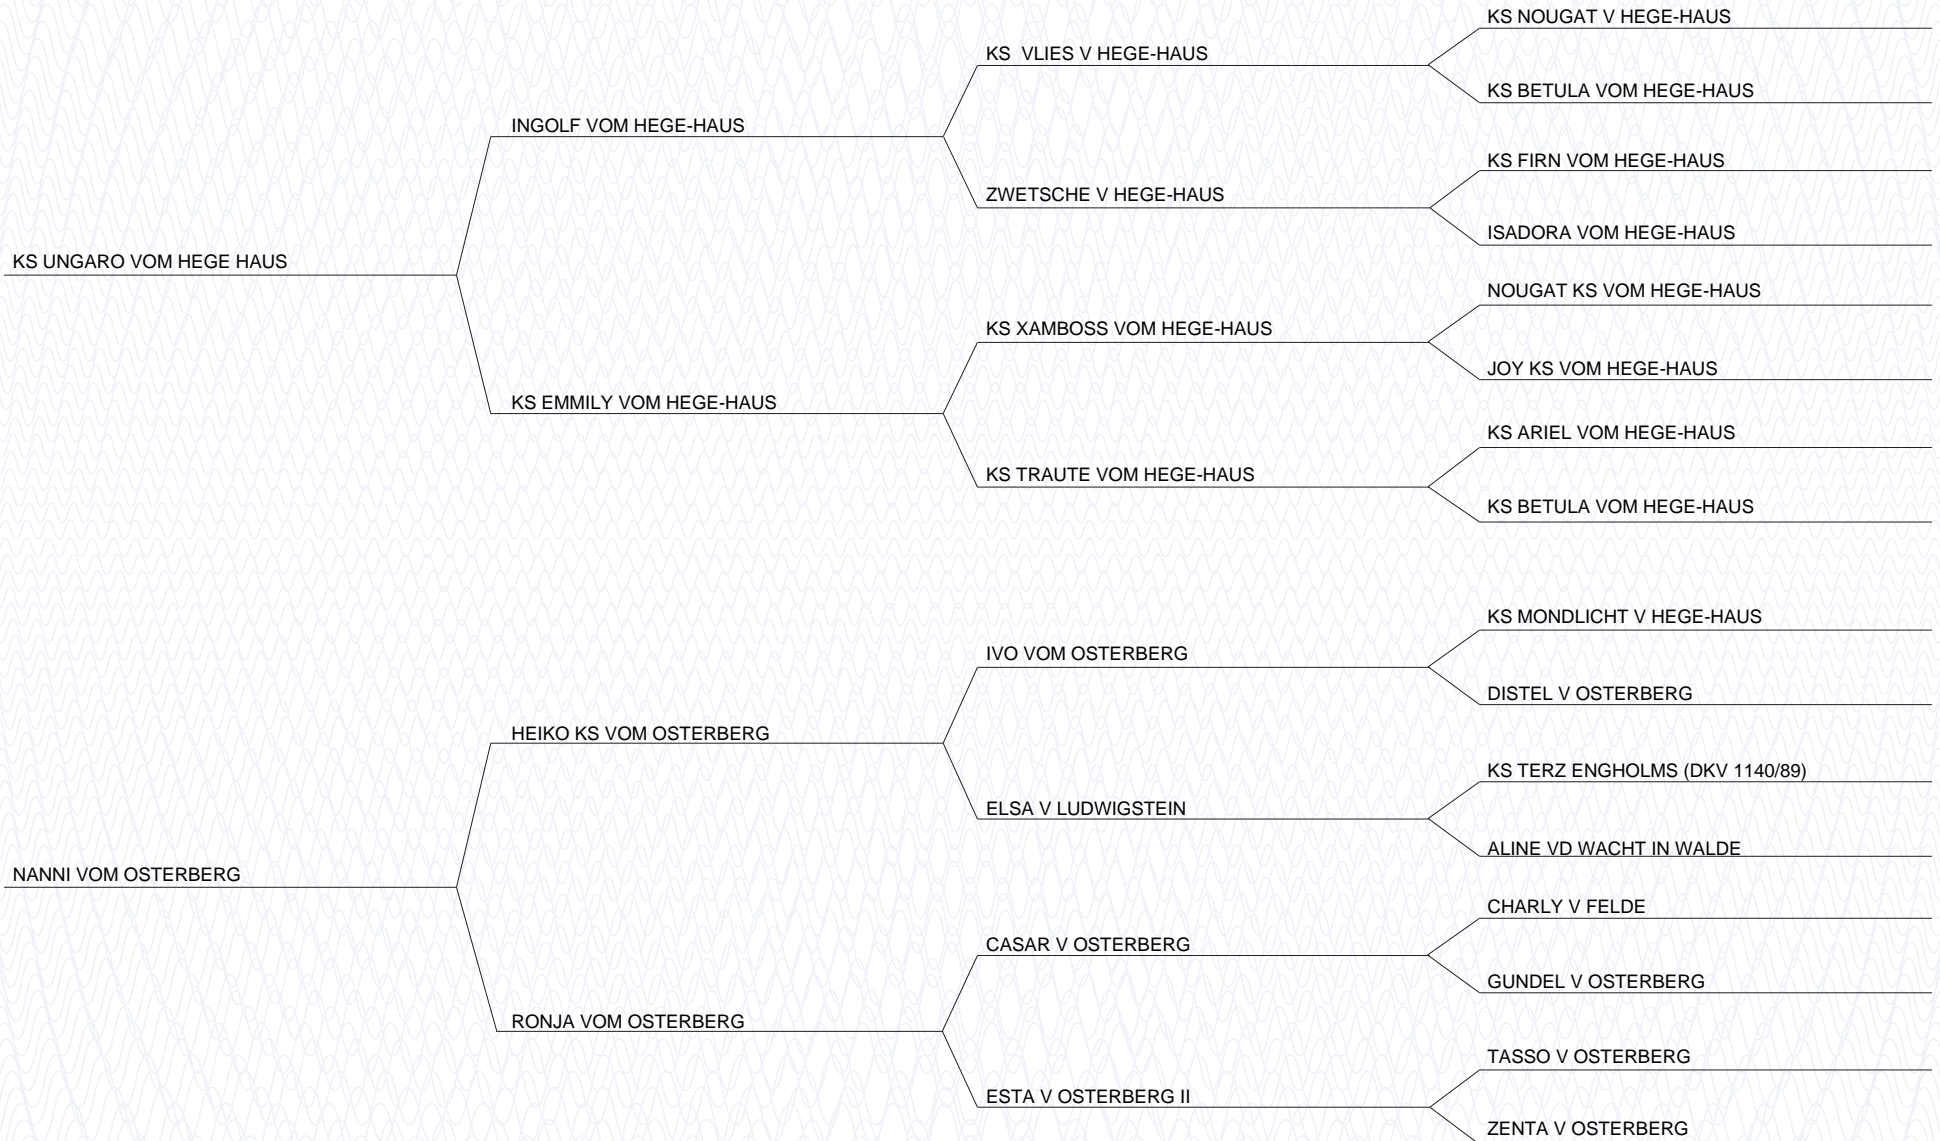 KS NOUGAT V HEGE-HAUS
KS  VLIES V HEGE-HAUS
KS BETULA VOM HEGE-HAUS
INGOLF VOM HEGE-HAUS
KS FIRN VOM HEGE-HAUS
ZWETSCHE V HEGE-HAUS
ISADORA VOM HEGE-HAUS
KS UNGARO VOM HEGE HAUS
NOUGAT KS VOM HEGE-HAUS
KS XAMBOSS VOM HEGE-HAUS
JOY KS VOM HEGE-HAUS
KS EMMILY VOM HEGE-HAUS
KS ARIEL VOM HEGE-HAUS
KS TRAUTE VOM HEGE-HAUS
KS BETULA VOM HEGE-HAUS
KS MONDLICHT V HEGE-HAUS
IVO VOM OSTERBERG
DISTEL V OSTERBERG
HEIKO KS VOM OSTERBERG
KS TERZ ENGHOLMS (DKV 1140/89)
ELSA V LUDWIGSTEIN
ALINE VD WACHT IN WALDE
NANNI VOM OSTERBERG
CHARLY V FELDE
CASAR V OSTERBERG
GUNDEL V OSTERBERG
RONJA VOM OSTERBERG
TASSO V OSTERBERG
ESTA V OSTERBERG II
ZENTA V OSTERBERG